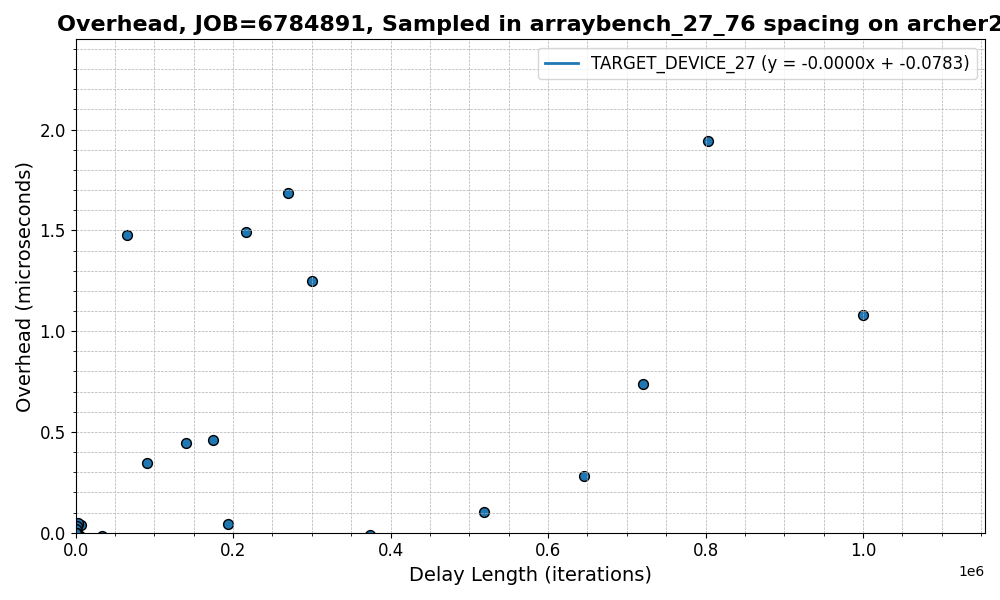 Overhead, JOB=6784891, Sampled in arraybench_27_76 spacing on archer2
TARGET_DEVICE_27 (y = -0.0000x + -0.0783)
Overhead (microseconds)
2.0
1.5
1.0
0.5
0.0
0.0 0.2 0.4 0.6 0.8 1.0
1e6
Delay Length (iterations)